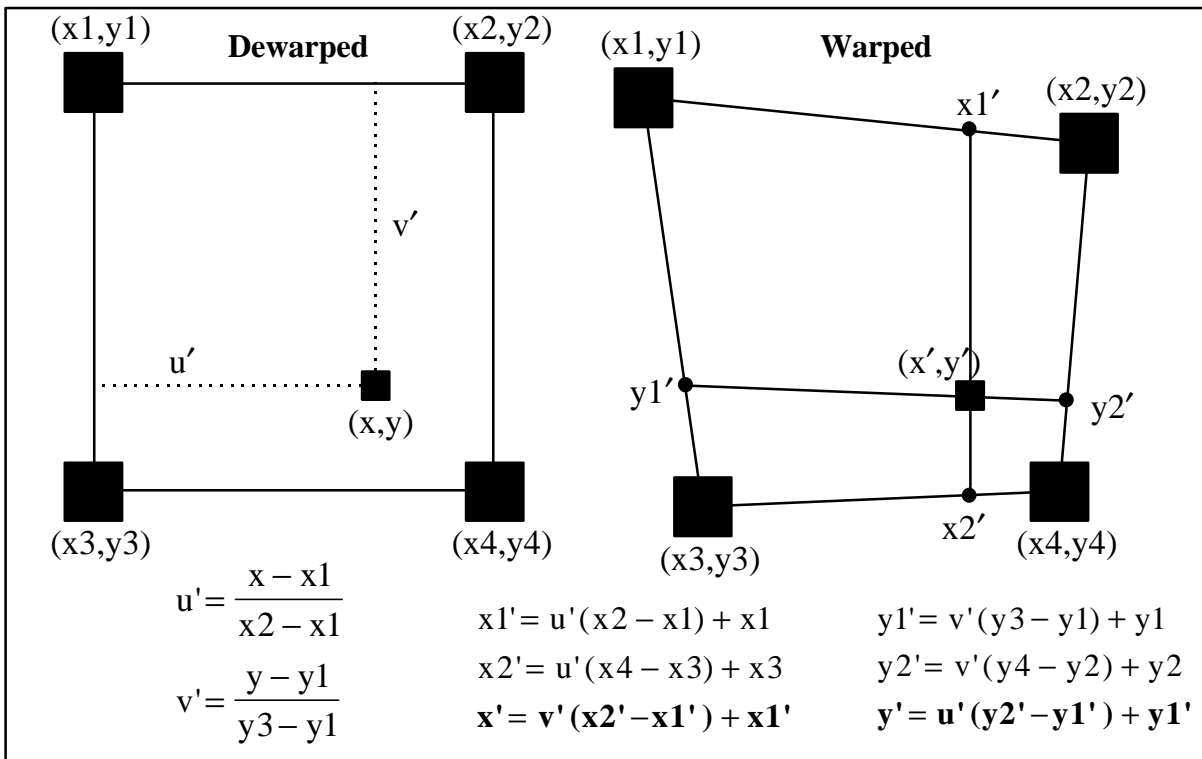 Dewarped
(x1,y1)
(x2,y2)
v′
u′
(x,y)
(x3,y3)
(x4,y4)
Warped
(x1,y1)
(x2,y2)
x1′
(x′,y′)
y1′
y2′
x2′
(x3,y3)
(x4,y4)
u'= (x − x1) / (x2 − x1)
v'= (y − y1) / (y3 − y1)
x1'= u'(x2 − x1) + x1
x2'= u'(x4 − x3) + x3
x'= v'(x2'−x1') + x1'
y1'= v'(y3 − y1) + y1
y2'= v'(y4 − y2) + y2
y'= u'(y2'−y1') + y1'